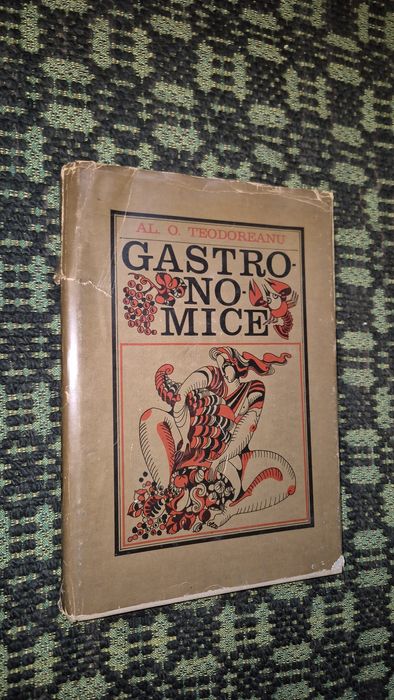 AL. O. TEODOREANU
GASTRO-
NO-
MICE